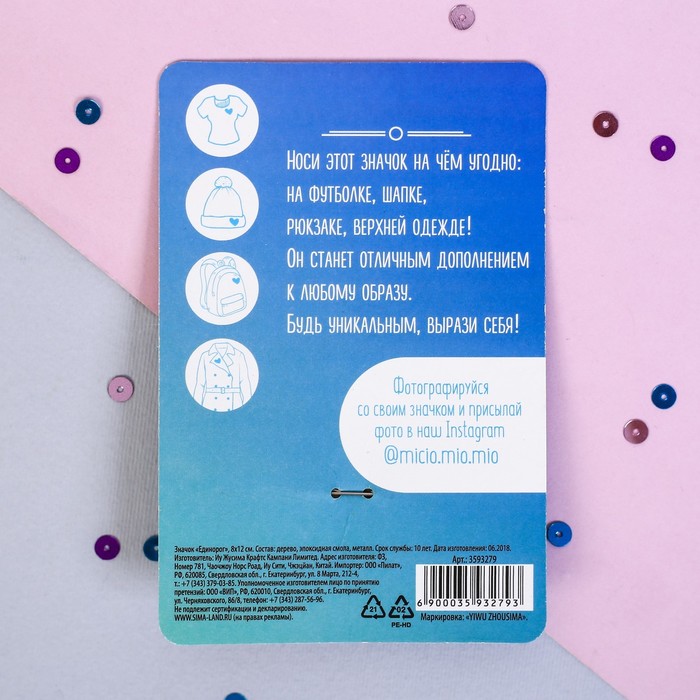 Носи этот значок на чём угодно:
на футболке, шапке,
рюкзаке, верхней одежде!
Он станет отличным дополнением
к любому образу.
Будь уникальным, вырази себя!
Фотографируйся
со своим значком и присылай
фото в наш Instagram
@micio.mio.mio
Значок «Единорог», 8х12 см. Состав: дерево, эпоксидная смола, металл. Срок службы: 10 лет. Дата изготовления: 06.2018.
Изготовитель: Иу Жусима Крафтс Кампани Лимитед. Адрес изготовителя: Ф3,
Номер 781, Чаочжоу Норс Роад, Иу Сити, Чжэцзян, Китай. Импортер: ООО «Пилат»,
РФ, 620085, Свердловская обл., г. Екатеринбург, ул. 8 Марта, 212-4,
т.: +7 (343) 379-03-85. Уполномоченное изготовителем лицо по принятию
претензий: ООО «ВИП», РФ, 620010, Свердловская обл., г. Екатеринбург,
ул. Черняховского, 86/8, телефон: +7 (343) 287-56-96.
Не подлежит сертификации и декларированию.
WWW.SIMA-LAND.RU (на правах рекламы).
Арт.: 3593279
6 900035 932793
21
02
PE-HD
Маркировка: «YIWU ZHOUSIMA».